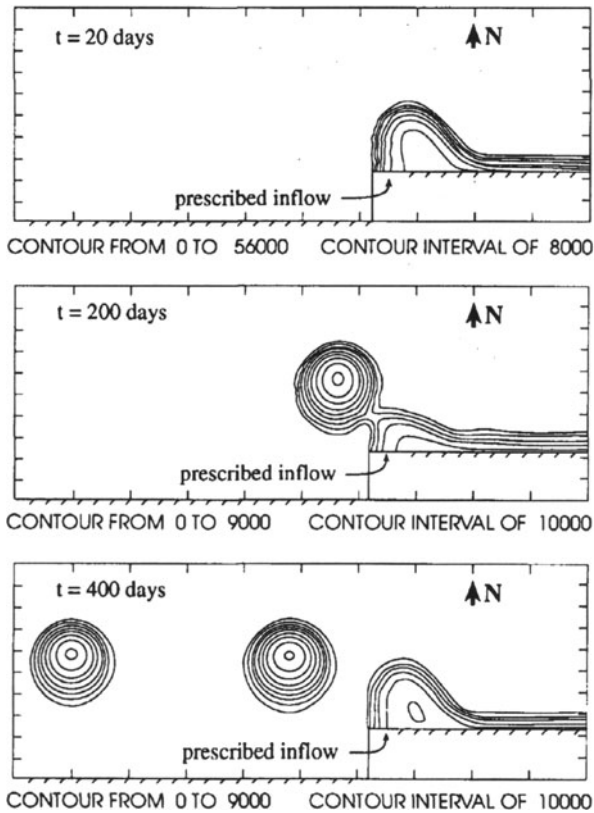 t = 20 days
N
prescribed inflow
CONTOUR FROM 0 TO 56000 CONTOUR INTERVAL OF 8000
t = 200 days
N
prescribed inflow
CONTOUR FROM 0 TO 9000 CONTOUR INTERVAL OF 10000
t = 400 days
N
prescribed inflow
CONTOUR FROM 0 TO 9000 CONTOUR INTERVAL OF 10000